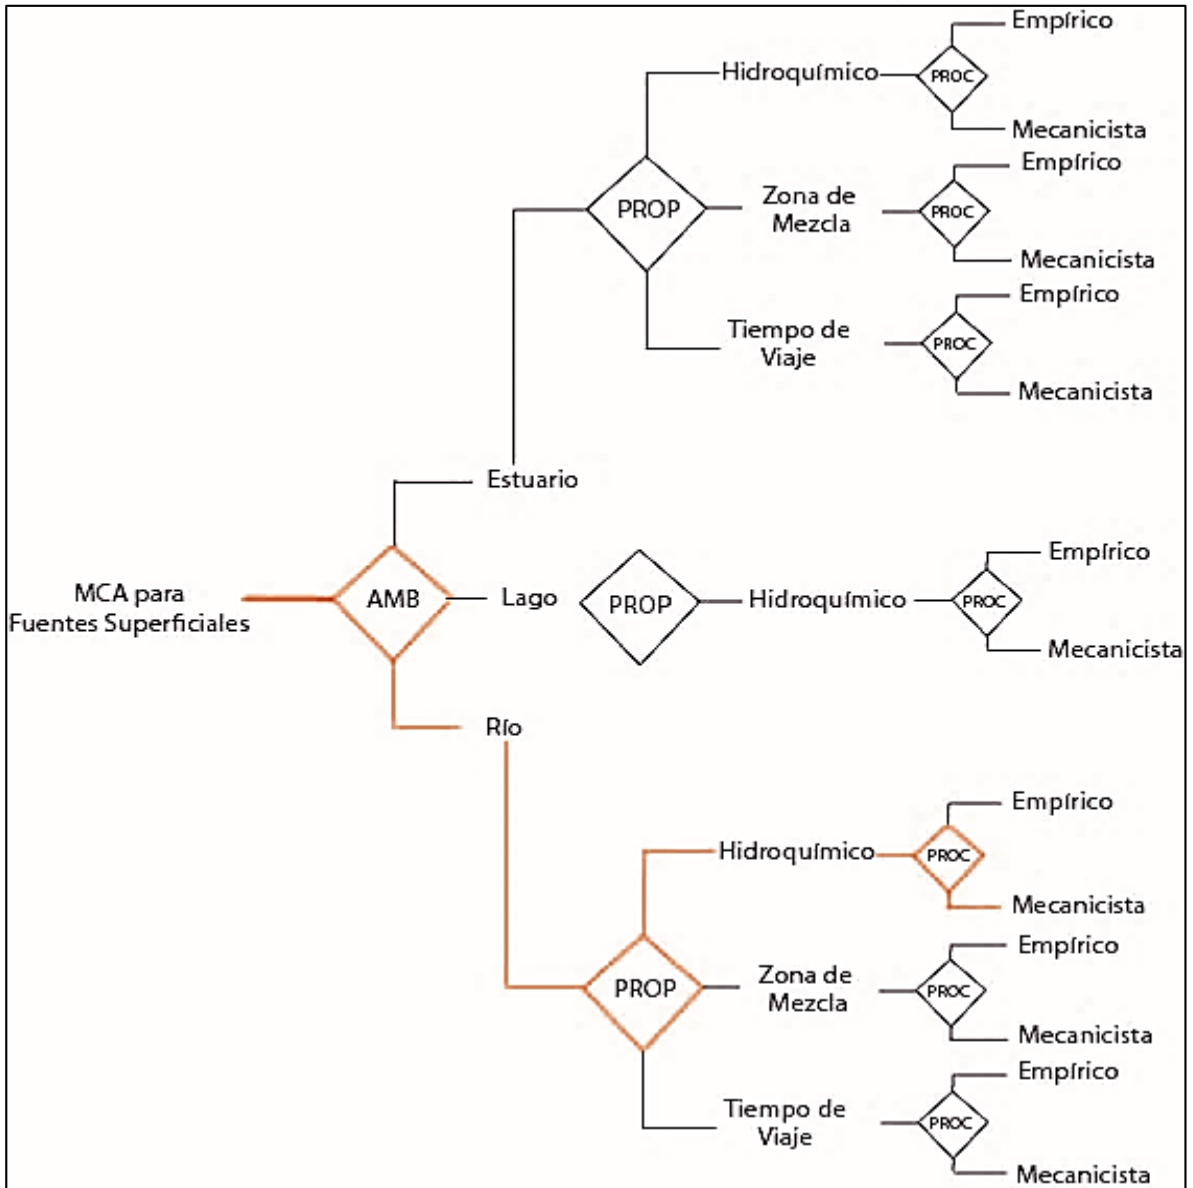 Empírico
Hidroquímico
PROC
Mecanicista
Empírico
PROP
Zona de
Mezcla
PROC
Mecanicista
Empírico
Tiempo de
Viaje
PROC
Mecanicista
Estuario
MCA para
Fuentes Superficiales
AMB
Lago
PROP
Hidroquímico
PROC
Empírico
Mecanicista
Río
Empírico
Hidroquímico
PROC
Mecanicista
Empírico
PROP
Zona de
Mezcla
PROC
Mecanicista
Empírico
Tiempo de
Viaje
PROC
Mecanicista